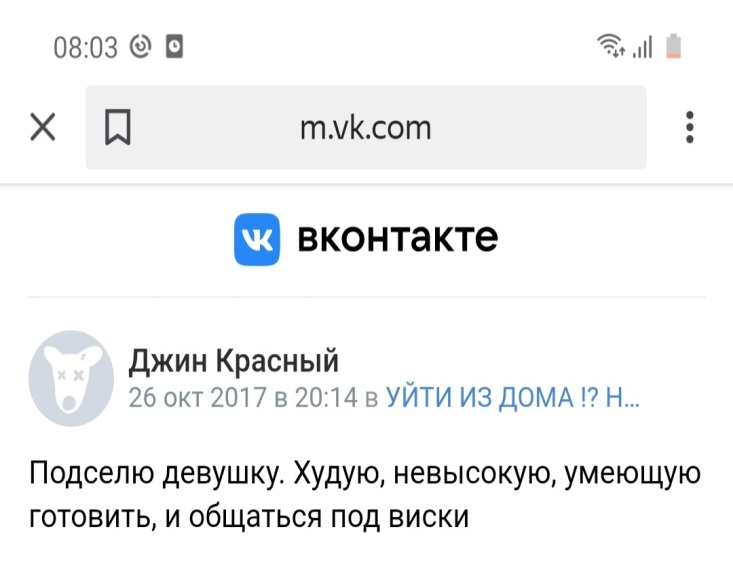 08:03
m.vk.com
вконтакте
Джин Красный
26 окт 2017 в 20:14 в УЙТИ ИЗ ДОМА !? Н...
Подселю девушку. Худую, невысокую, умеющую
готовить, и общаться под виски